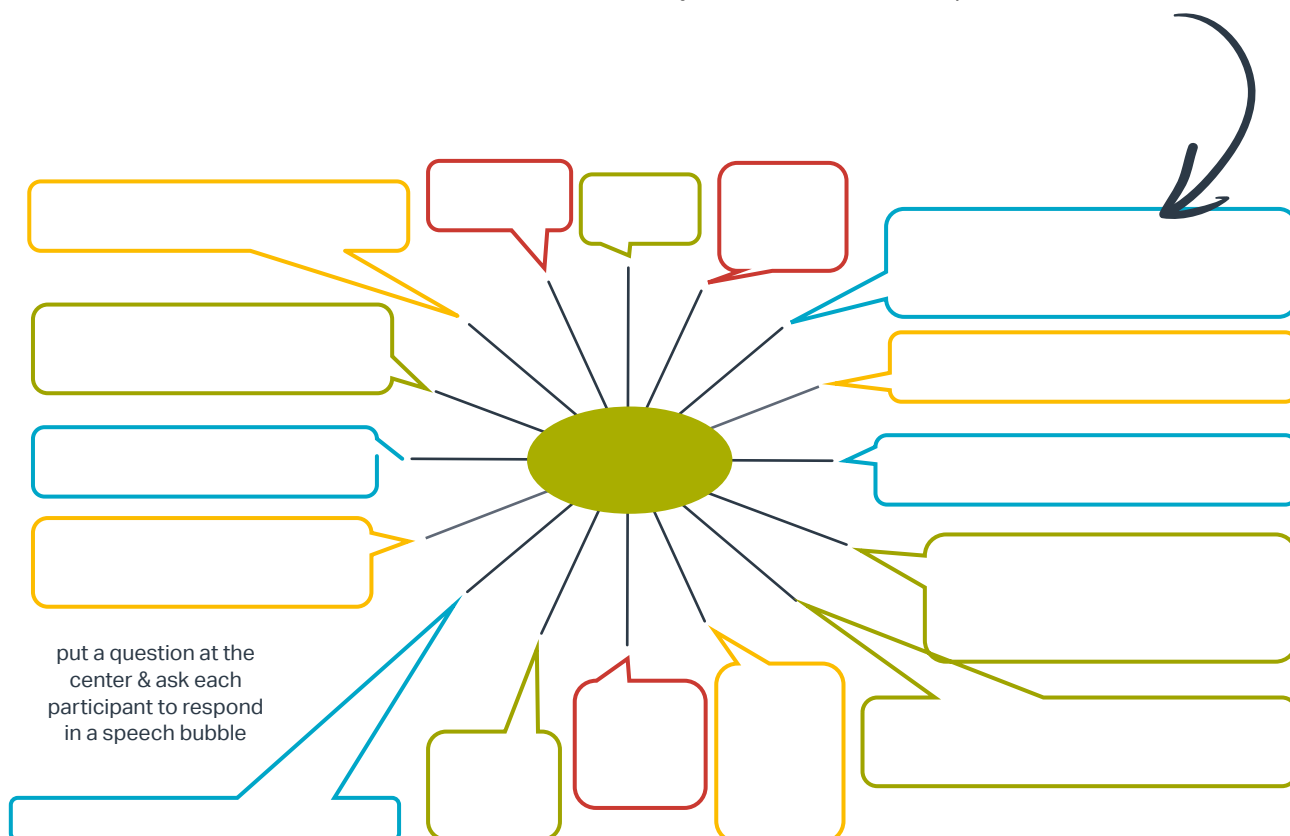 put a question at the
center & ask each
participant to respond
in a speech bubble